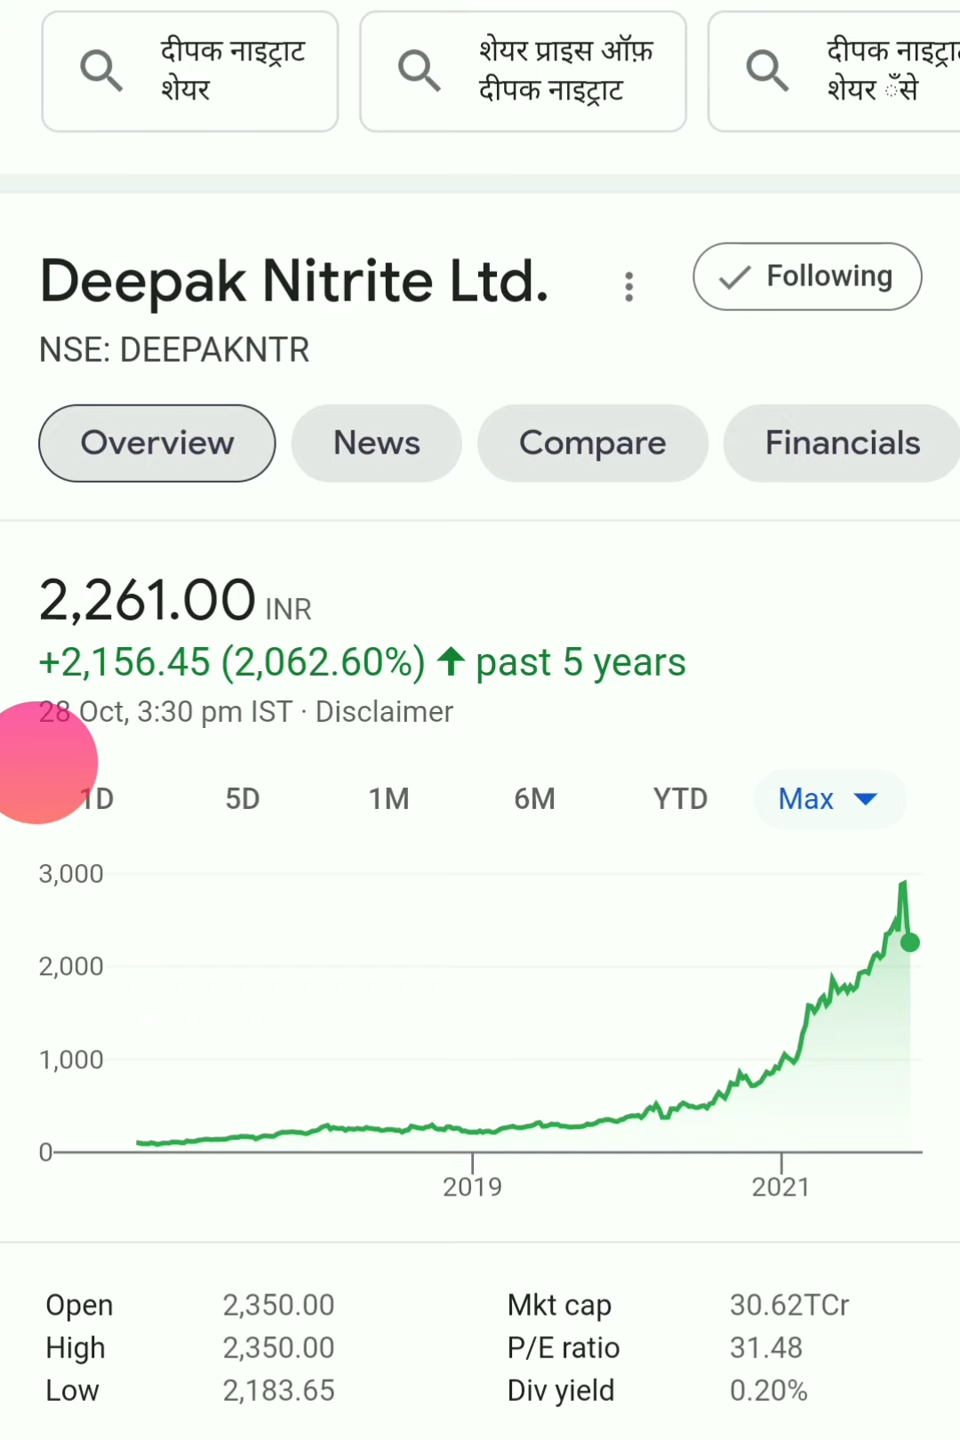 दीपक नाइट्राट
शेयर
शेयर प्राइस ऑफ़
दीपक नाइट्राट
दीपक
शेयर ँसे
Deepak Nitrite Ltd.
Following
NSE: DEEPAKNTR
Overview
News
Compare
Financials
2,261.00 INR
+2,156.45 (2,062.60%) ↑ past 5 years
28 Oct, 3:30 pm IST · Disclaimer
1D 5D 1M 6M YTD Max
3,000
2,000
1,000
0
2019 2021
Open 2,350.00 Mkt cap 30.62TCr
High 2,350.00 P/E ratio 31.48
Low 2,183.65 Div yield 0.20%